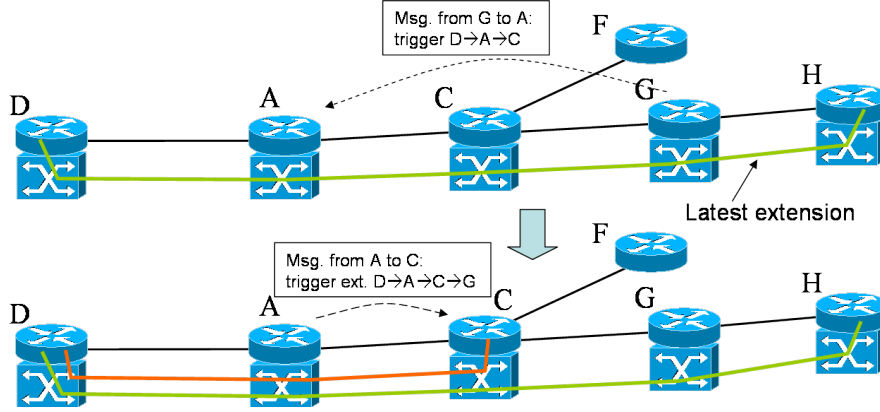 Msg. from G to A:
trigger D→A→C
F
H
G
C
A
D
Latest extension
F
Msg. from A to C:
trigger ext. D→A→C→G
H
G
C
A
D